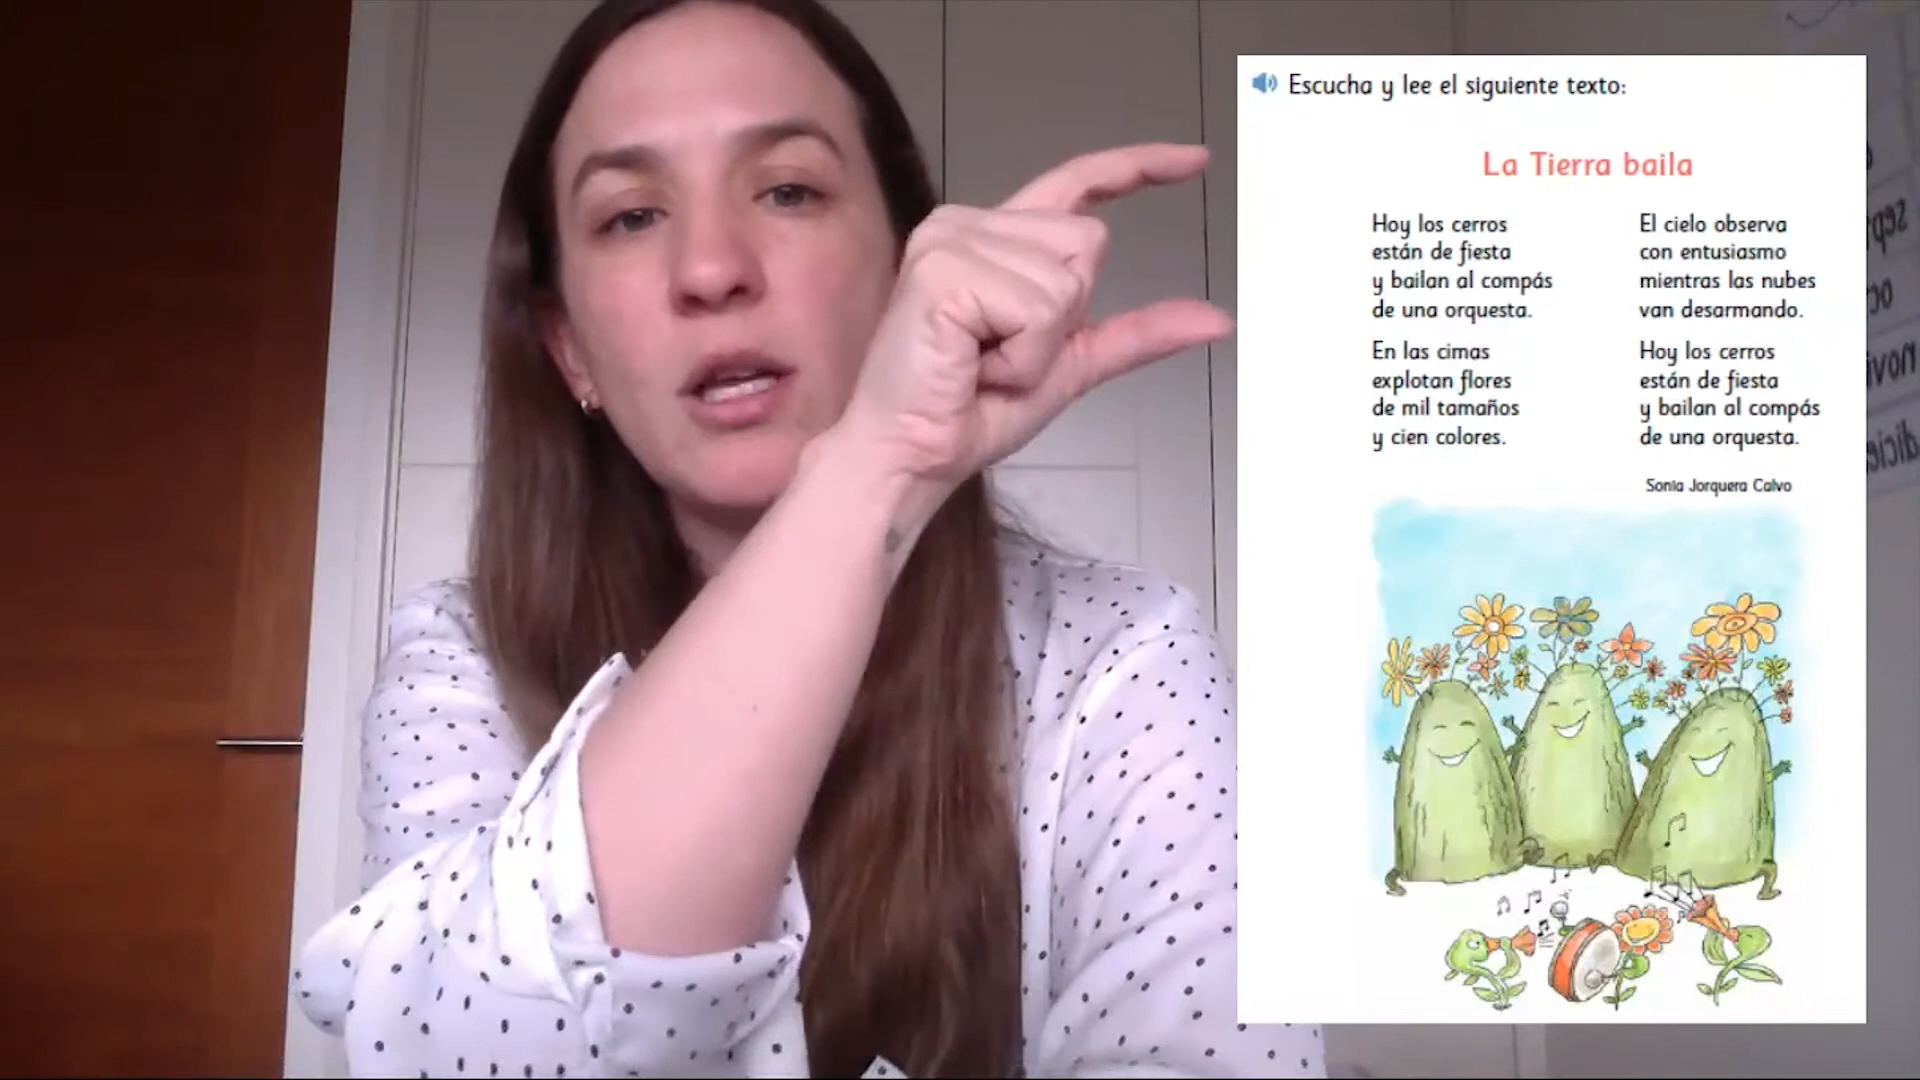 Escucha y lee el siguiente texto:
La Tierra baila
Hoy los cerros
están de fiesta
y bailan al compás
de una orquesta.
En las cimas
explotan flores
de mil tamaños
y cien colores.
El cielo observa
con entusiasmo
mientras las nubes
van desarmando.
Hoy los cerros
están de fiesta
y bailan al compás
de una orquesta.
Sonia Jorquera Calvo